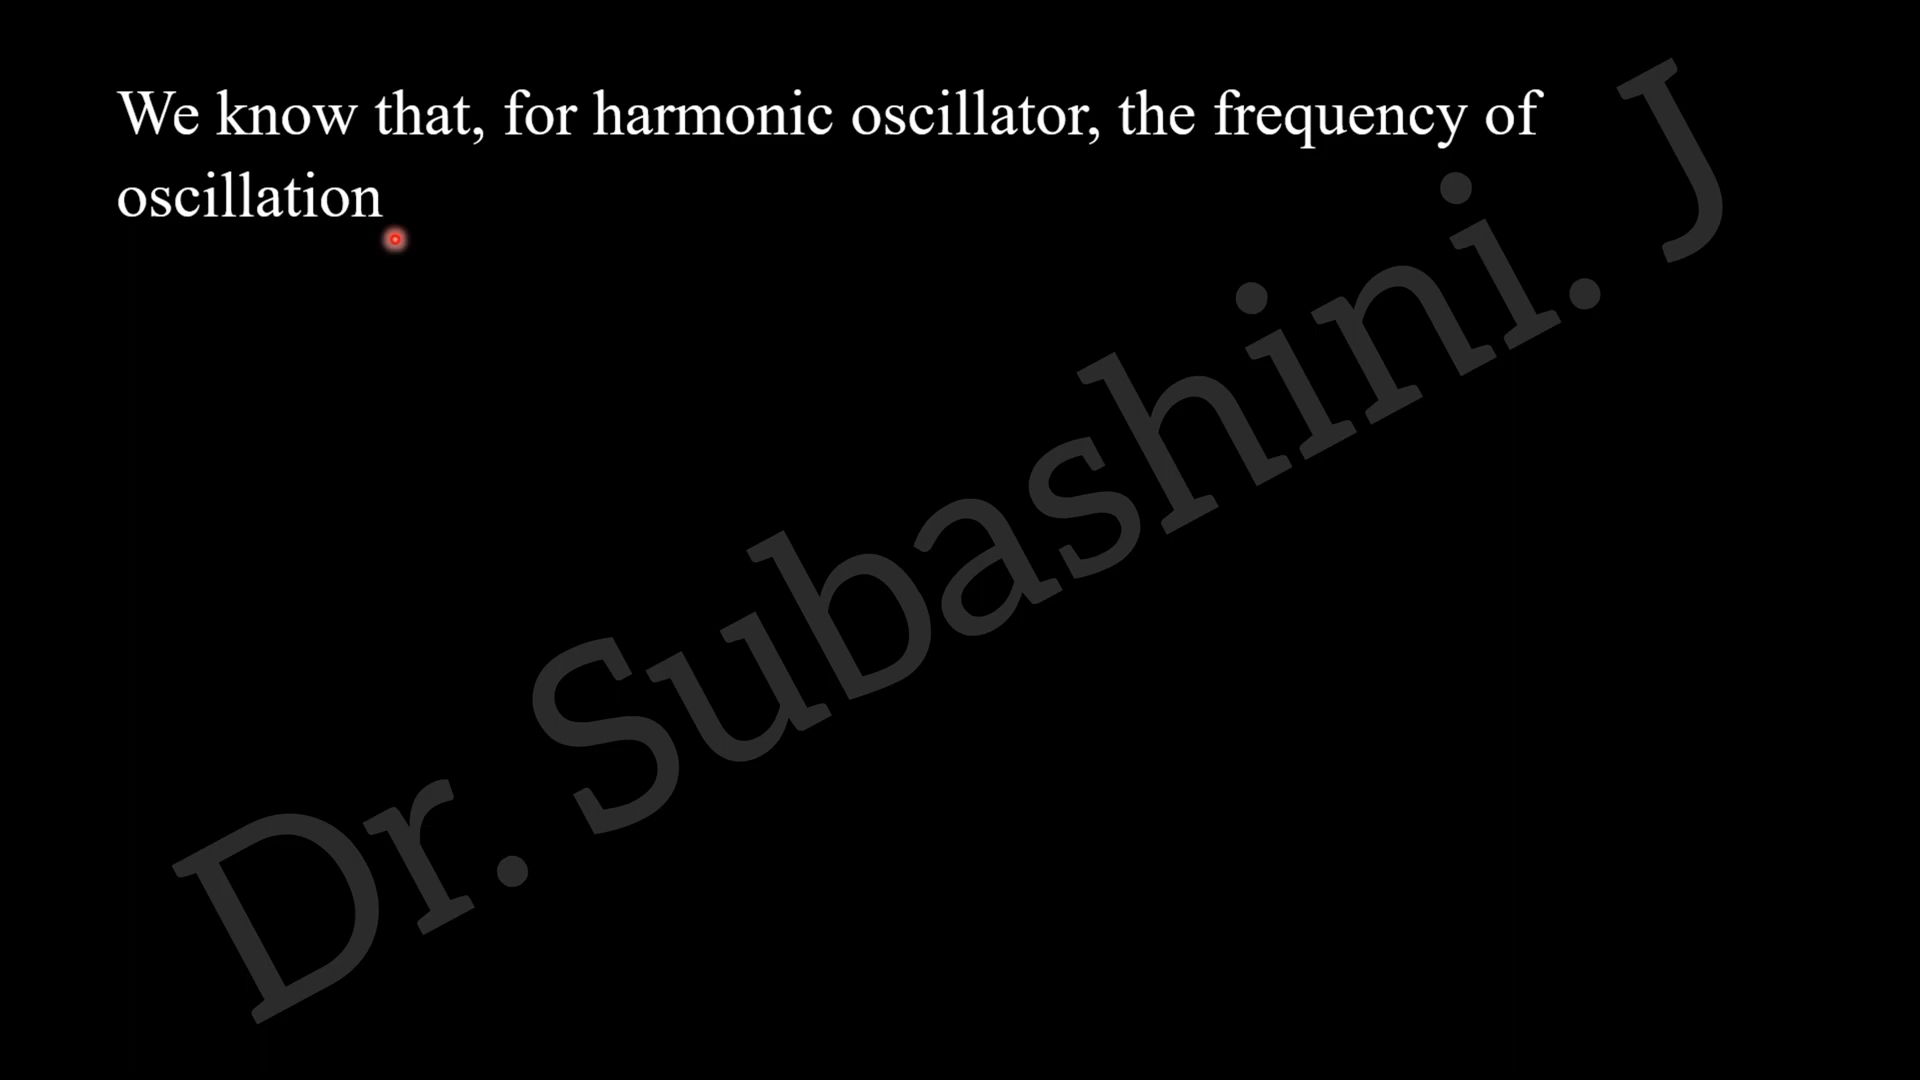 We know that, for harmonic oscillator, the frequency of
oscillation
Dr. Subashini. J